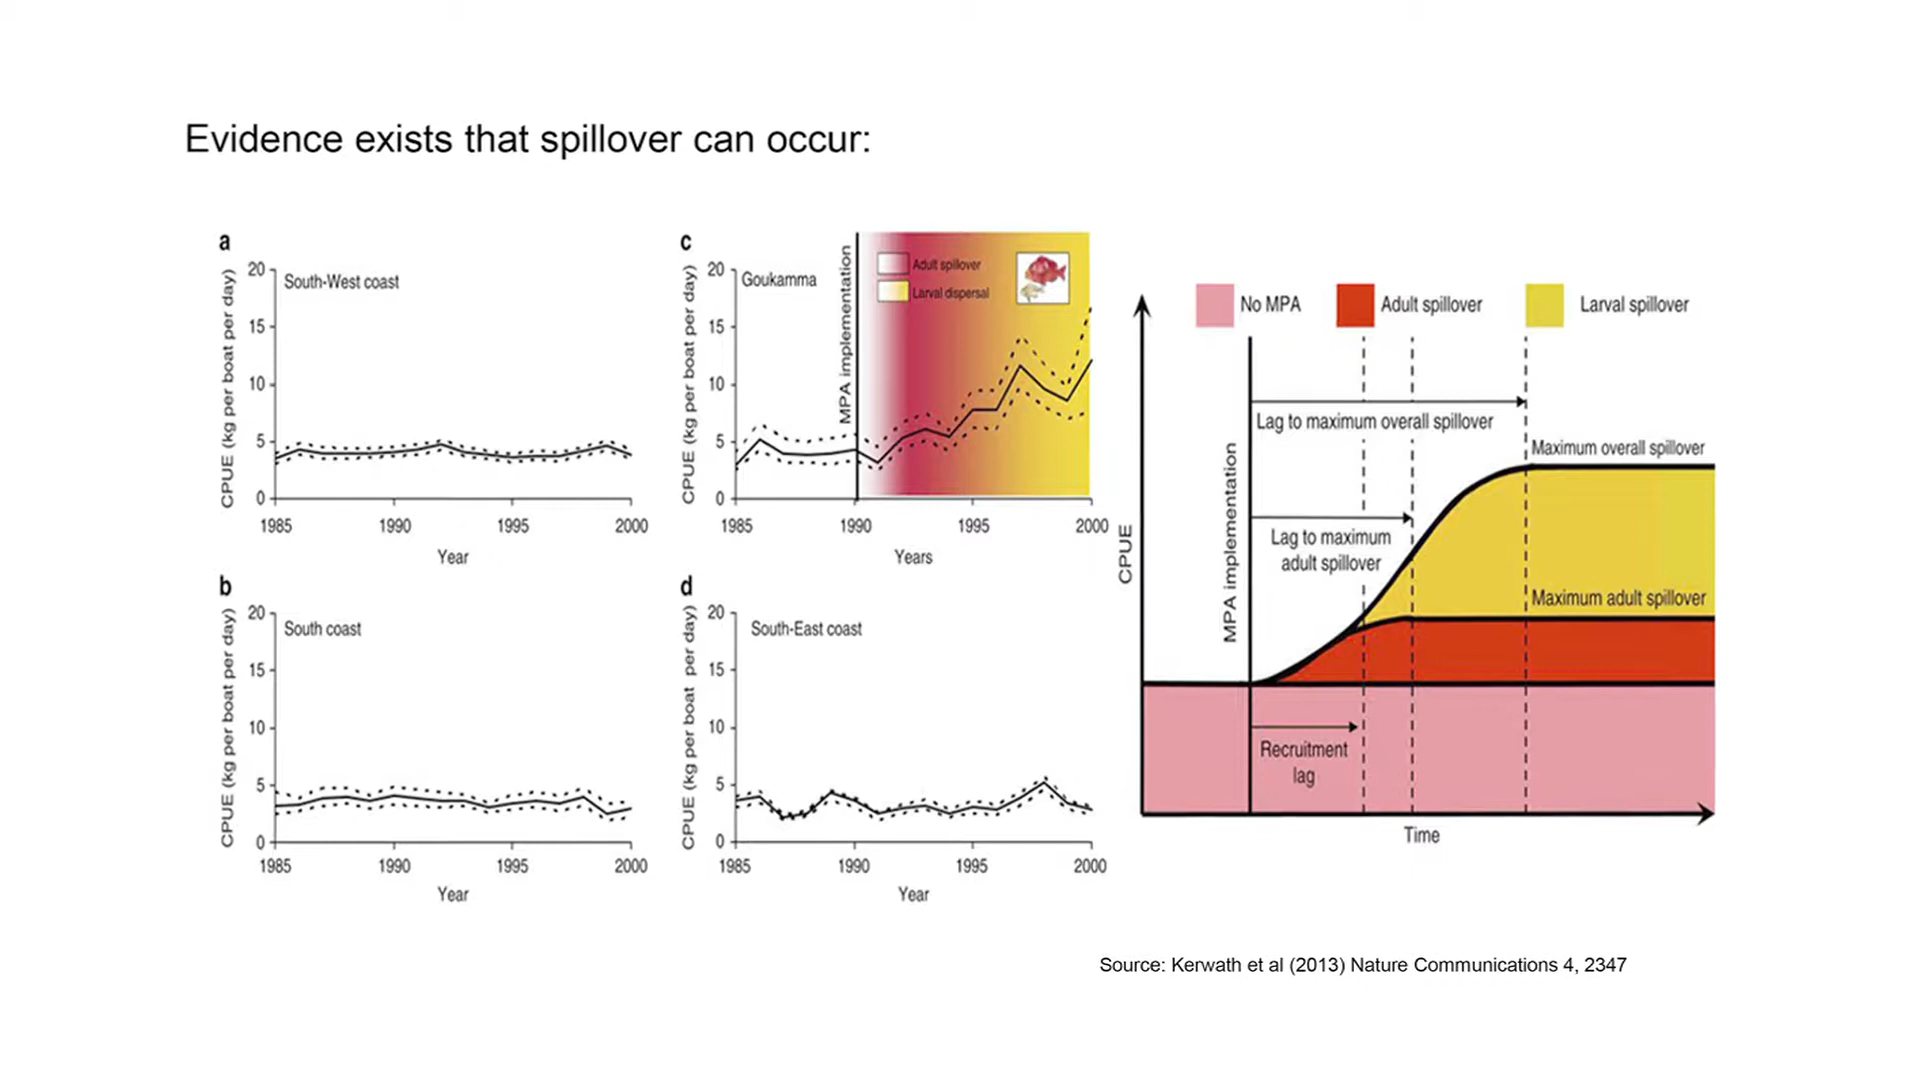 Evidence exists that spillover can occur:
a
South-West coast
CPUE (kg per boat per day)
20
15
10
5
0
1985 1990 1995 2000
Year
c
Goukamma
MPA implementation
Adult spillover
Larval dispersal
CPUE (kg per boat per day)
20
15
10
5
0
1985 1990 1995 2000
Years
b
South coast
CPUE (kg per boat per day)
20
15
10
5
0
1985 1990 1995 2000
Year
d
South-East coast
CPUE (kg per boat per day)
20
15
10
5
0
1985 1990 1995 2000
Year
No MPA Adult spillover Larval spillover
Lag to maximum overall spillover
Maximum overall spillover
Lag to maximum
adult spillover
Maximum adult spillover
MPA implementation
CPUE
Recruitment
lag
Time
Source: Kerwath et al (2013) Nature Communications 4, 2347